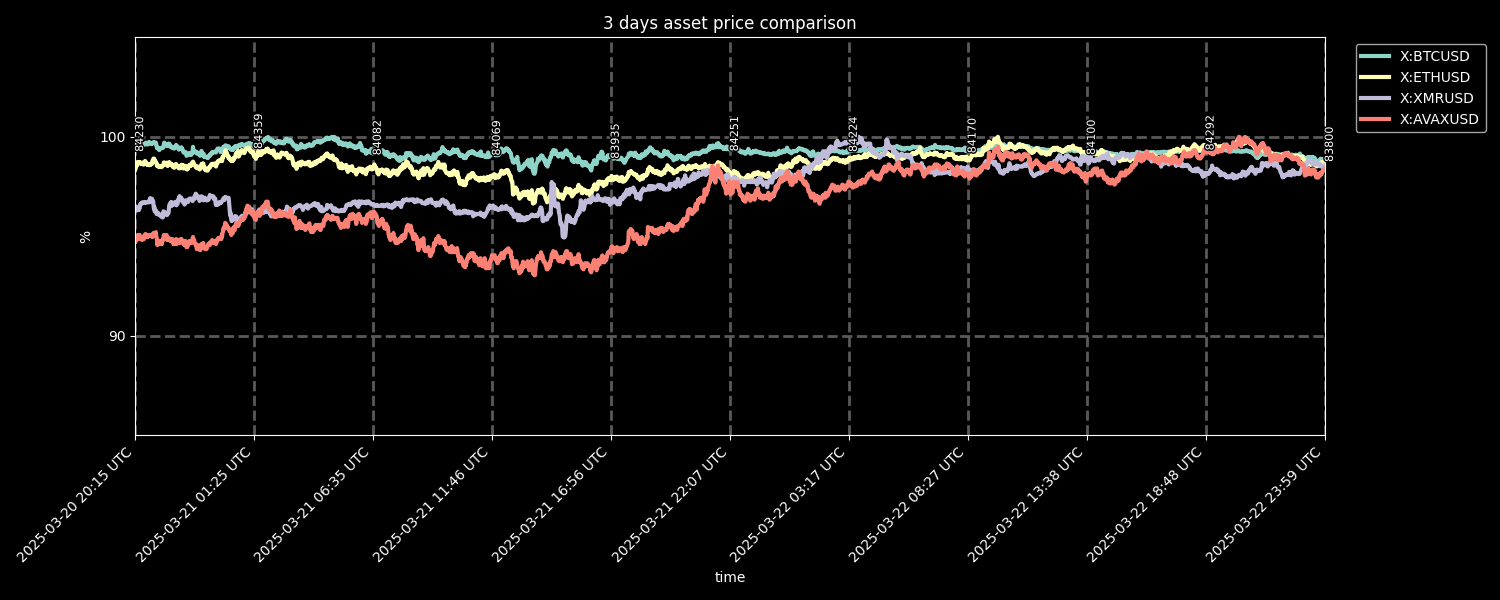 3 days asset price comparison
X:BTCUSD
X:ETHUSD
X:XMRUSD
X:AVAXUSD
84230
84359
84082
84069
83935
84251
84224
84170
84100
84292
83800
100
90
%
2025-03-20 20:15 UTC
2025-03-21 01:25 UTC
2025-03-21 06:35 UTC
2025-03-21 11:46 UTC
2025-03-21 16:56 UTC
2025-03-21 22:07 UTC
2025-03-22 03:17 UTC
2025-03-22 08:27 UTC
2025-03-22 13:38 UTC
2025-03-22 18:48 UTC
2025-03-22 23:59 UTC
time